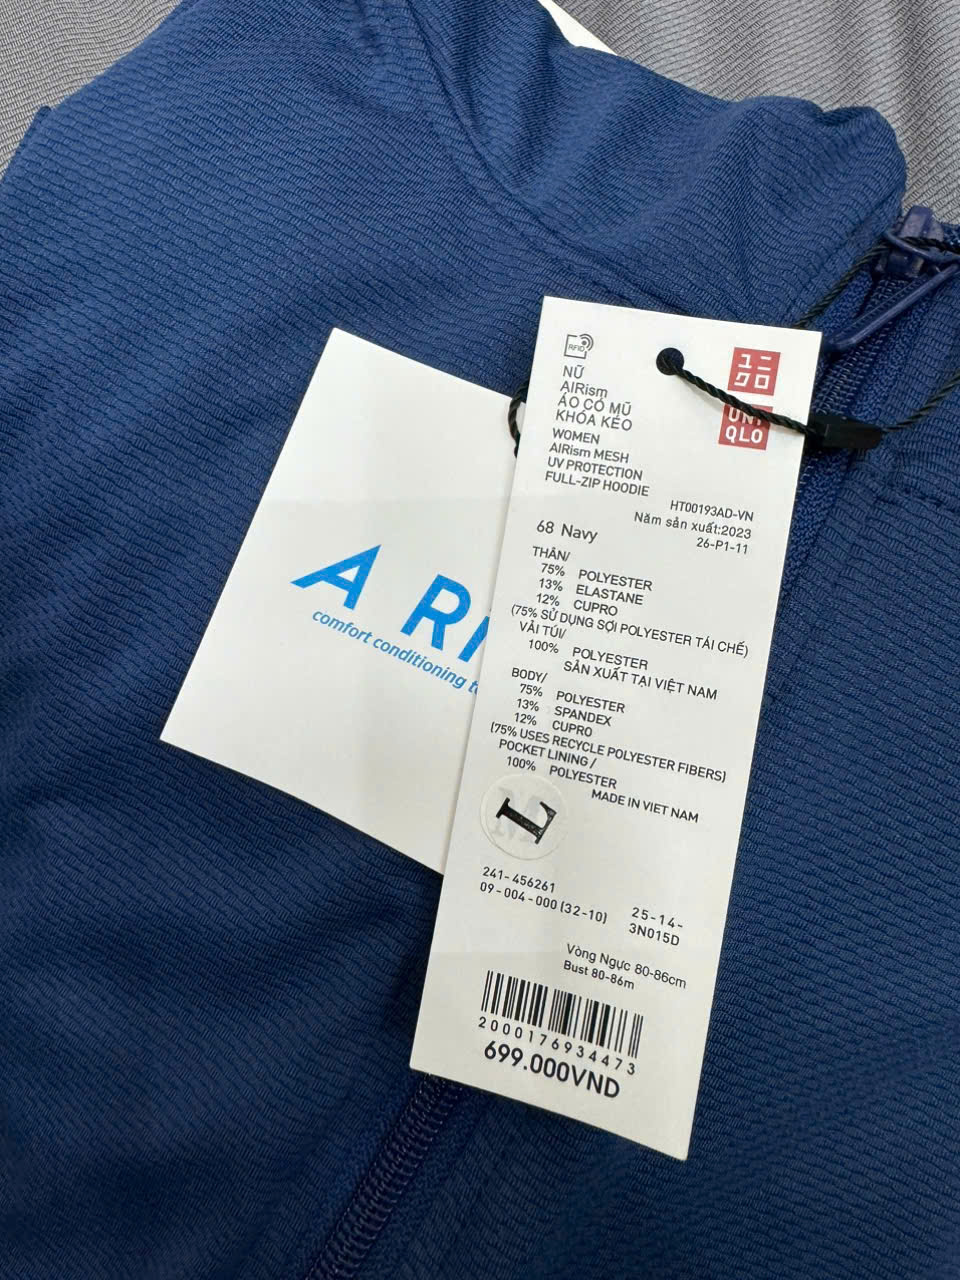 RFID
ユニ
クロ
UNI
QLO
NỮ
AIRism
ÁO CÓ MŨ
KHÓA KÉO
WOMEN
AIRism MESH
UV PROTECTION
FULL-ZIP HOODIE
HT00193AD-VN
Năm sản xuất:2023
26-P1-11
68 Navy
THÂN/
75% POLYESTER
13% ELASTANE
12% CUPRO
(75% SỬ DỤNG SỢI POLYESTER TÁI CHẾ)
VẢI TÚI/
100% POLYESTER
SẢN XUẤT TẠI VIỆT NAM
BODY/
75% POLYESTER
13% SPANDEX
12% CUPRO
(75% USES RECYCLE POLYESTER FIBERS)
POCKET LINING /
100% POLYESTER
MADE IN VIET NAM
L
241-456261
09-004-000 (32-10)
25-14-
3N015D
Vòng Ngực 80-86cm
Bust 80-86m
2000176934473
699.000VND
A RI
comfort conditioning